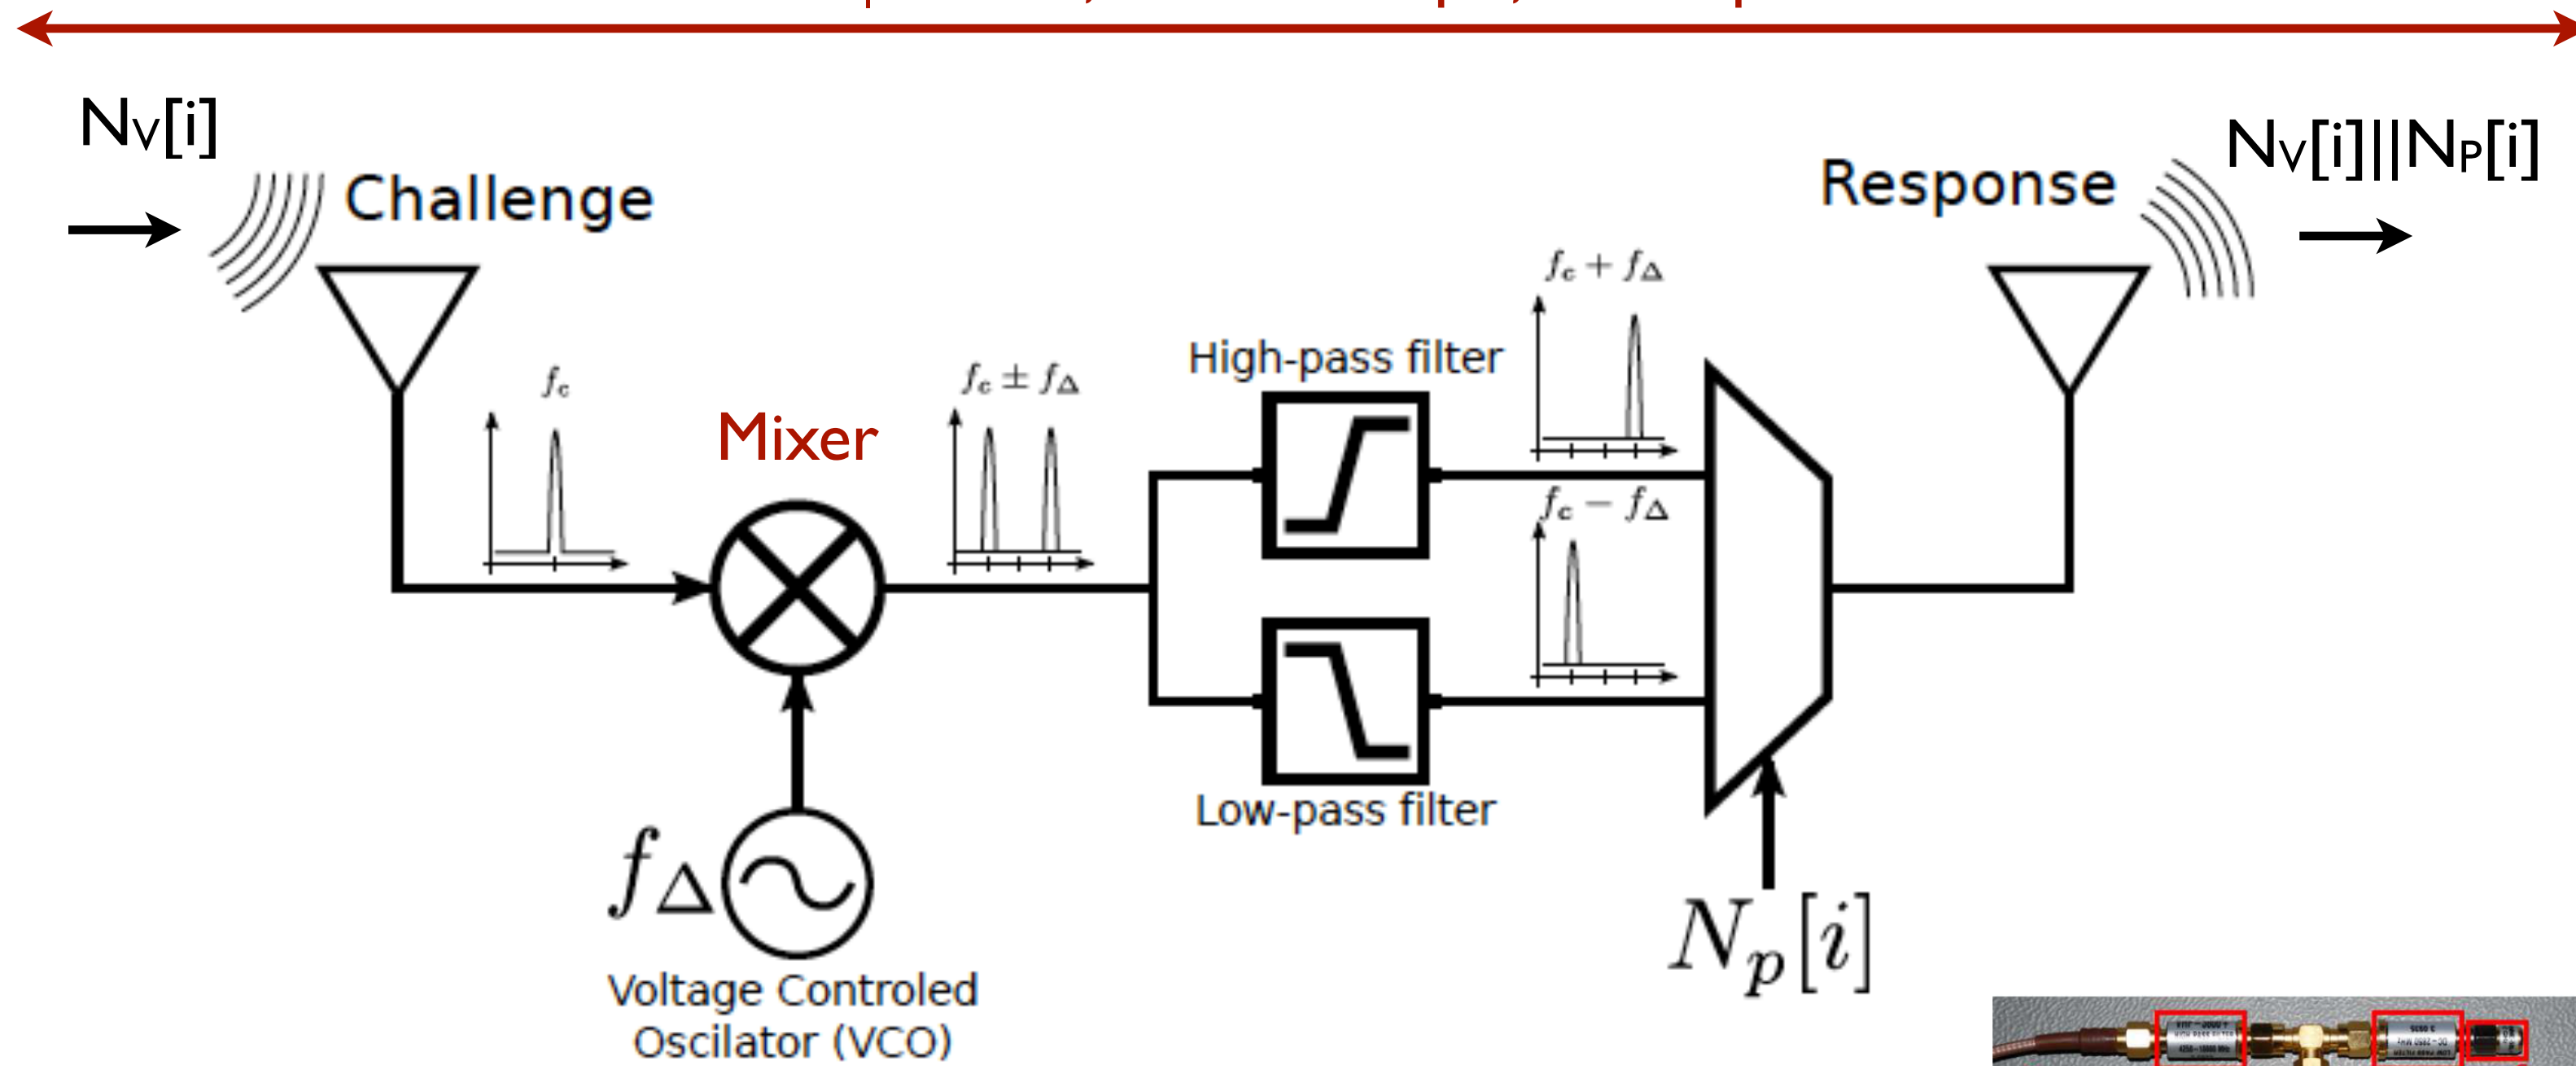 Nv[i]
Challenge
Response
Nv[i]||Np[i]
fc
Mixer
fc ± fΔ
High-pass filter
fc + fΔ
fc − fΔ
Low-pass filter
fΔ
Voltage Controled
Oscilator (VCO)
Np[i]